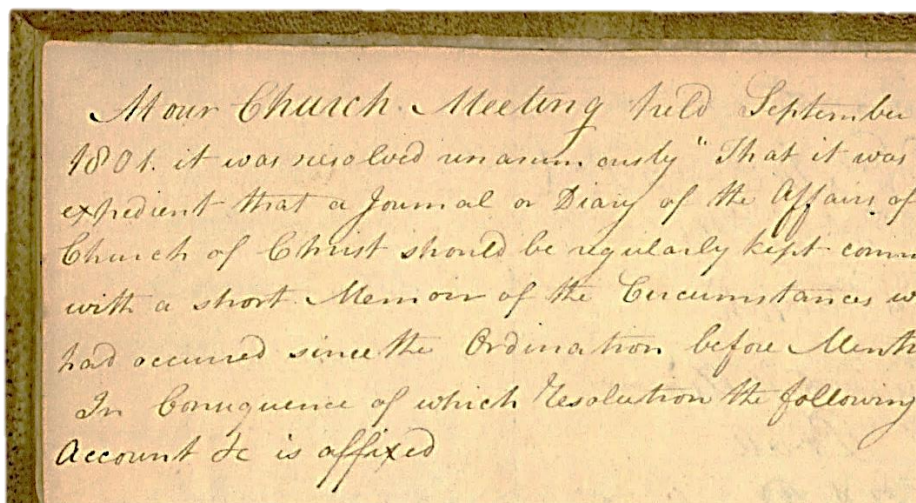 At our Church Meeting held September
1801. it was resolved unanimously "That it was
expedient that a Journal or Diary of the Affairs of
Church of Christ should be regularly kept comm
with a short Memoir of the Circumstances w
had occurred since the Ordination before Ment
In Consequence of which Resolution the following
Account &c is affixed